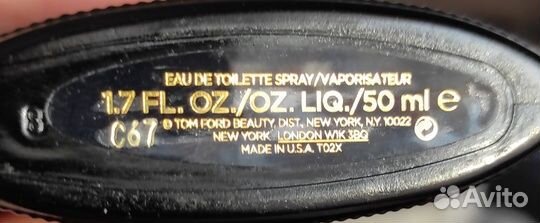 EAU DE TOILETTE SPRAY/VAPORISATEUR
1.7 FL. OZ./OZ. LIQ./50 ml e
C67 © TOM FORD BEAUTY, DIST., NEW YORK, N.Y. 10022
NEW YORK, LONDON W1K 3BQ
MADE IN U.S.A. T02X
8
Avito